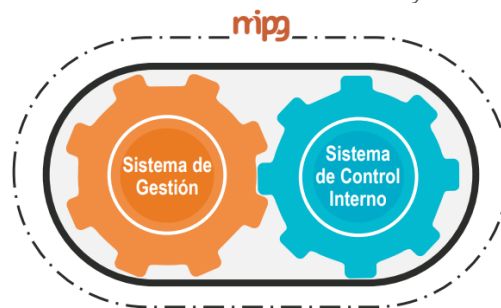 mipg
Sistema de
Gestión
Sistema
de Control
Interno